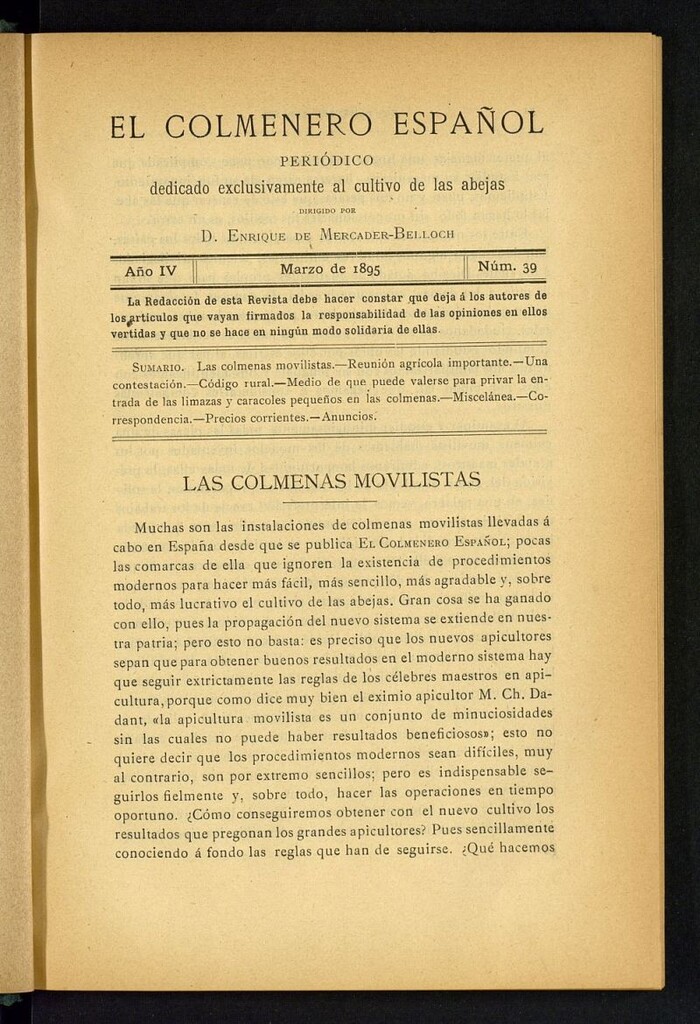 EL COLMENERO ESPAÑOL
PERIÓDICO
dedicado exclusivamente al cultivo de las abejas
DIRIGIDO POR
D. ENRIQUE DE MERCADER-BELLOCH
Año IV Marzo de 1895 Núm. 39
La Redacción de esta Revista debe hacer constar que deja á los autores de
los artículos que vayan firmados la responsabilidad de las opiniones en ellos
vertidas y que no se hace en ningún modo solidaria de ellas.
SUMARIO. Las colmenas movilistas.—Reunión agrícola importante.—Una
contestación.—Código rural.—Medio de que puede valerse para privar la en-
trada de las limazas y caracoles pequeños en las colmenas.—Miscelánea.—Co-
rrespondencia.—Precios corrientes.—Anuncios.
LAS COLMENAS MOVILISTAS
Muchas son las instalaciones de colmenas movilistas llevadas á
cabo en España desde que se publica EL COLMENERO ESPAÑOL; pocas
las comarcas de ella que ignoren la existencia de procedimientos
modernos para hacer más fácil, más sencillo, más agradable y, sobre
todo, más lucrativo el cultivo de las abejas. Gran cosa se ha ganado
con ello, pues la propagación del nuevo sistema se extiende en nues-
tra patria; pero esto no basta: es preciso que los nuevos apicultores
sepan que para obtener buenos resultados en el moderno sistema hay
que seguir extrictamente las reglas de los célebres maestros en api-
cultura, porque como dice muy bien el eximio apicultor M. Ch. Da-
dant, «la apicultura movilista es un conjunto de minuciosidades
sin las cuales no puede haber resultados beneficiosos»; esto no
quiere decir que los procedimientos modernos sean difíciles, muy
al contrario, son por extremo sencillos; pero es indispensable se-
guirlos fielmente y, sobre todo, hacer las operaciones en tiempo
oportuno. ¿Cómo conseguiremos obtener con el nuevo cultivo los
resultados que pregonan los grandes apicultores? Pues sencillamente
conociendo á fondo las reglas que han de seguirse. ¿Qué hacemos